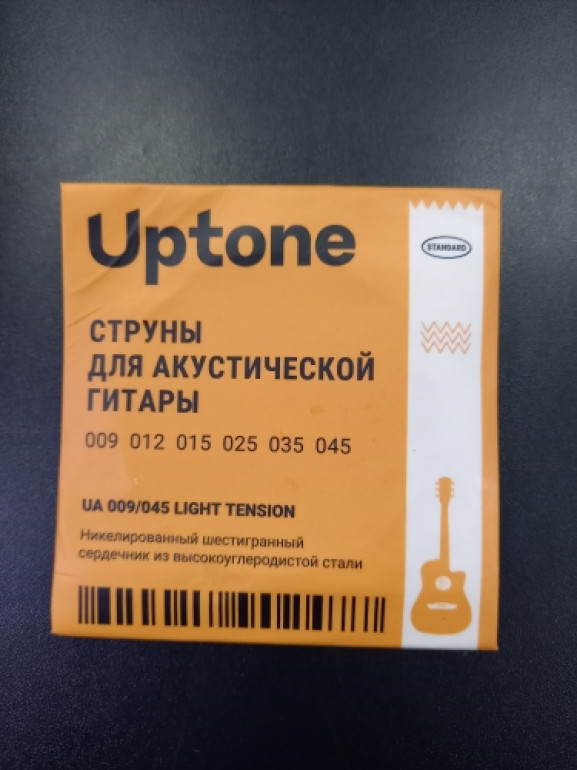 Uptone
STANDARD
СТРУНЫ
ДЛЯ АКУСТИЧЕСКОЙ
ГИТАРЫ
009 012 015 025 035 045
UA 009/045 LIGHT TENSION
Никелированный шестигранный
сердечник из высокоуглеродистой стали